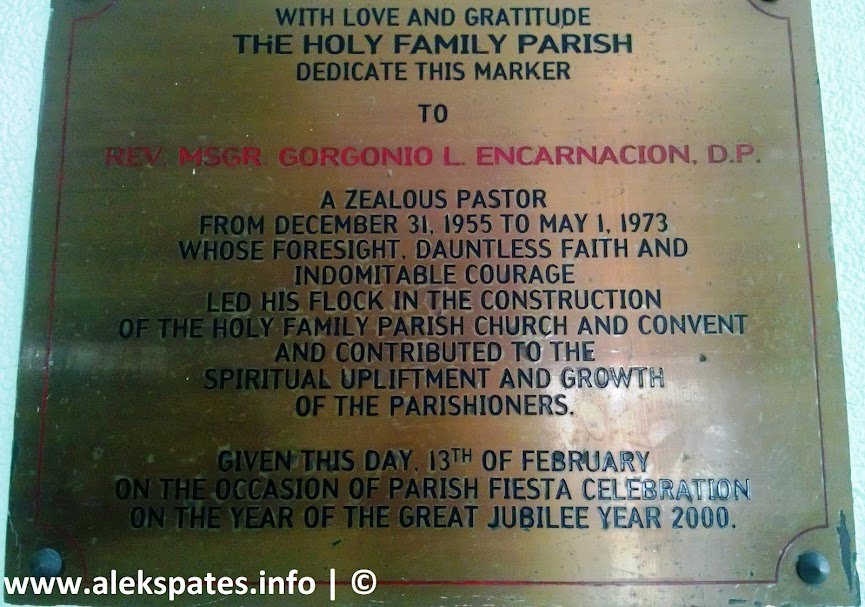 WITH LOVE AND GRATITUDE
THE HOLY FAMILY PARISH
DEDICATE THIS MARKER
TO
REV. MSGR. GORGONIO L. ENCARNACION, D.P.
A ZEALOUS PASTOR
FROM DECEMBER 31, 1955 TO MAY 1, 1973
WHOSE FORESIGHT, DAUNTLESS FAITH AND
INDOMITABLE COURAGE
LED HIS FLOCK IN THE CONSTRUCTION
OF THE HOLY FAMILY PARISH CHURCH AND CONVENT
AND CONTRIBUTED TO THE
SPIRITUAL UPLIFTMENT AND GROWTH
OF THE PARISHIONERS.
GIVEN THIS DAY, 13TH OF FEBRUARY
ON THE OCCASION OF PARISH FIESTA CELEBRATION
ON THE YEAR OF THE GREAT JUBILEE YEAR 2000.
www.alekspates.info | ©